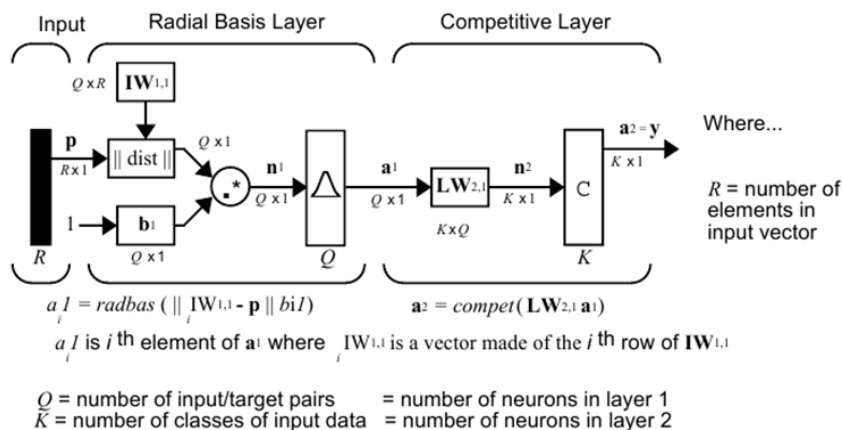 Input Radial Basis Layer Competitive Layer
Q x R IW1,1
p R x 1 || dist || Q x 1 .* n1 Q x 1 a1 Q x 1 LW2,1 K x Q n2 K x 1 C a2 = y K x 1
1 b1 Q x 1
R Q K
Where...
R = number of
elements in
input vector
a i 1 = radbas ( || i IW1,1 - p || bi1) a2 = compet( LW2,1 a1)
a i 1 is i th element of a1 where i IW1,1 is a vector made of the i th row of IW1,1
Q = number of input/target pairs = number of neurons in layer 1
K = number of classes of input data = number of neurons in layer 2